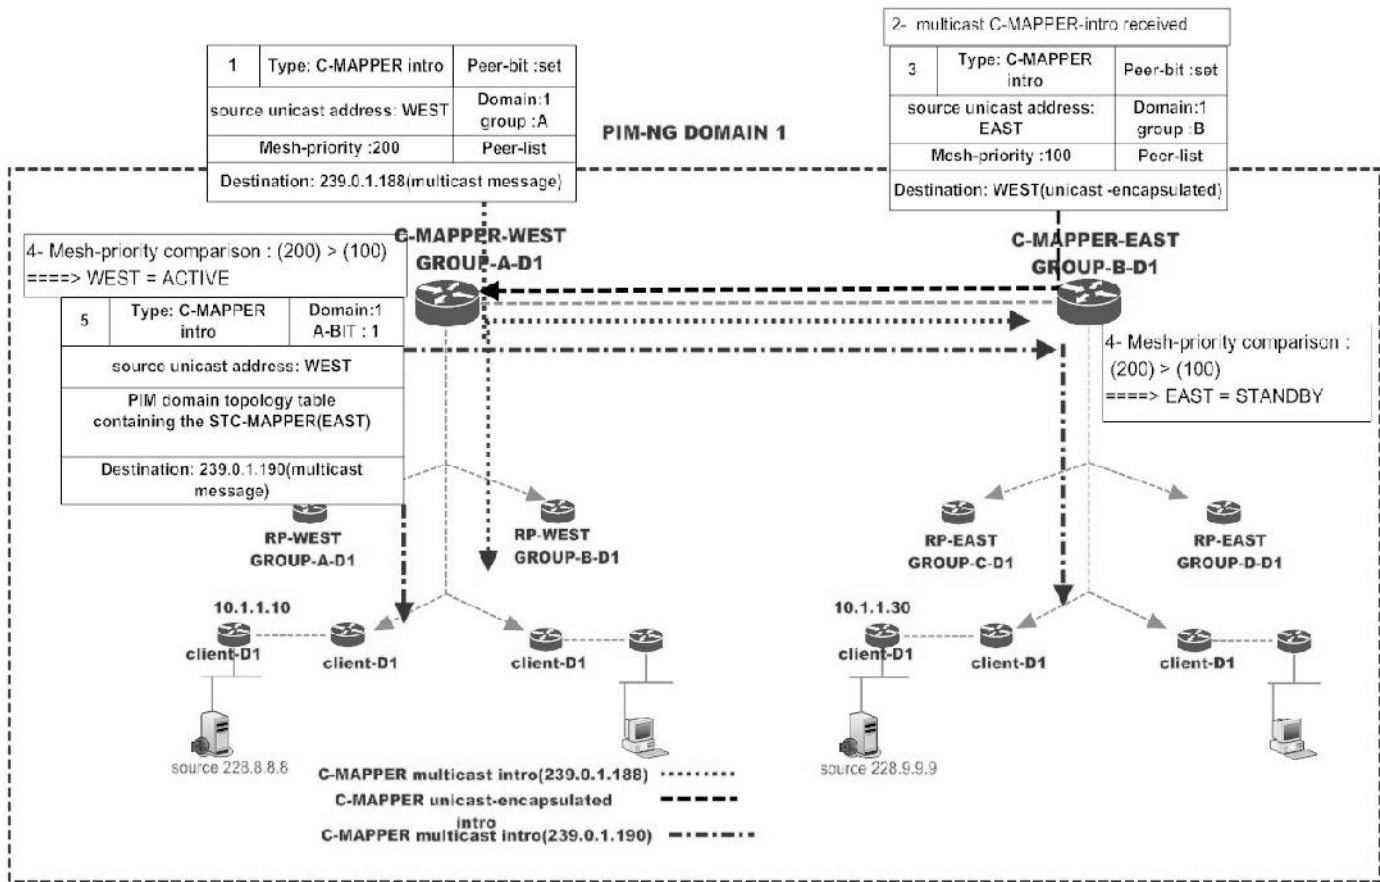 2- multicast C-MAPPER-intro received
1
Type: C-MAPPER intro
Peer-bit :set
source unicast address: WEST
Domain:1
group :A
Mesh-priority :200
Peer-list
Destination: 239.0.1.188(multicast message)
3
Type: C-MAPPER
intro
Peer-bit :set
source unicast address:
EAST
Domain:1
group :B
Mesh-priority :100
Peer-list
Destination: WEST(unicast -encapsulated)
PIM-NG DOMAIN 1
C-MAPPER-WEST
GROUP-A-D1
C-MAPPER-EAST
GROUP-B-D1
4- Mesh-priority comparison : (200) > (100)
====> WEST = ACTIVE
5
Type: C-MAPPER
intro
Domain:1
A-BIT : 1
source unicast address: WEST
PIM domain topology table
containing the STC-MAPPER(EAST)
Destination: 239.0.1.190(multicast
message)
4- Mesh-priority comparison :
(200) > (100)
====> EAST = STANDBY
RP-WEST
GROUP-A-D1
RP-WEST
GROUP-B-D1
RP-EAST
GROUP-C-D1
RP-EAST
GROUP-D-D1
10.1.1.10
client-D1
client-D1
client-D1
10.1.1.30
client-D1
client-D1
client-D1
source 228.8.8.8
source 228.9.9.9
C-MAPPER multicast intro(239.0.1.188)
C-MAPPER unicast-encapsulated
intro
C-MAPPER multicast intro(239.0.1.190)